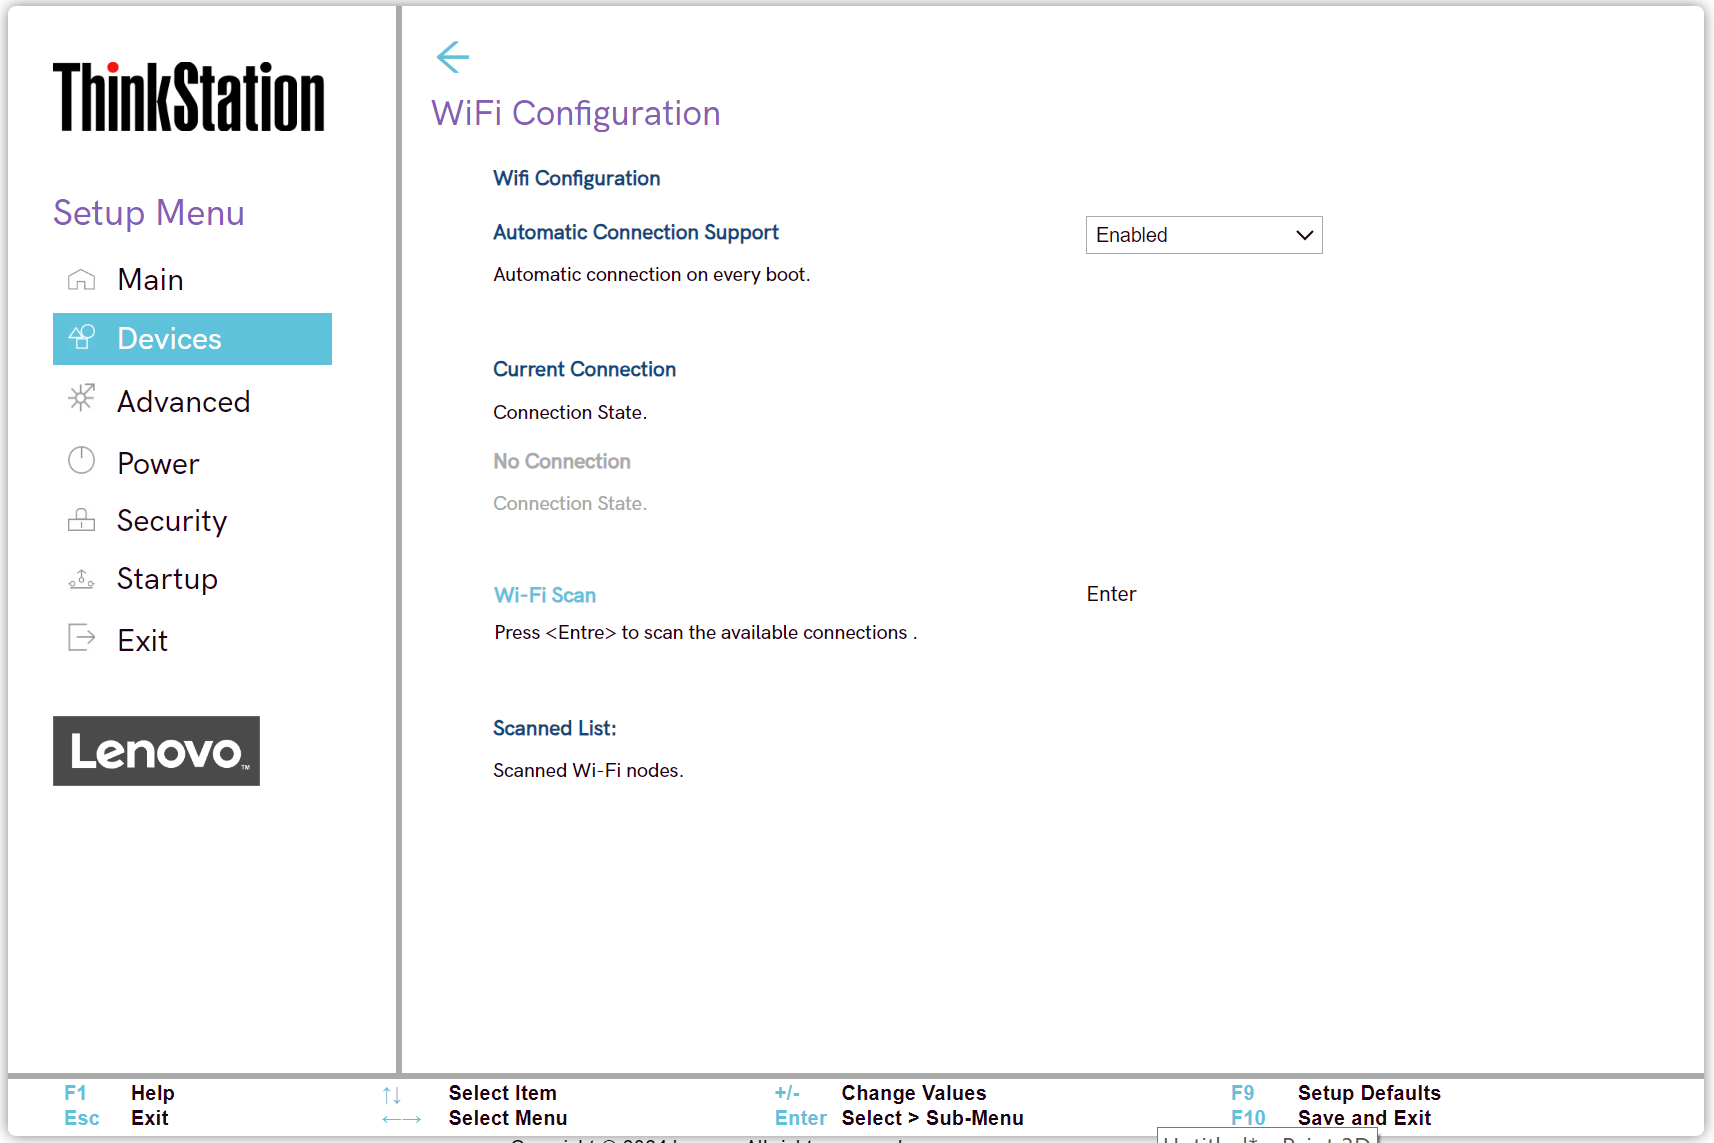 ThinkStation
Setup Menu
Main
Devices
Advanced
Power
Security
Startup
Exit
Lenovo™
WiFi Configuration
Wifi Configuration
Automatic Connection Support
Enabled
Automatic connection on every boot.
Current Connection
Connection State.
No Connection
Connection State.
Wi-Fi Scan
Enter
Press <Entre> to scan the available connections .
Scanned List:
Scanned Wi-Fi nodes.
F1 Help ↑↓ Select Item +/- Change Values F9 Setup Defaults
Esc Exit ←→ Select Menu Enter Select > Sub-Menu F10 Save and Exit